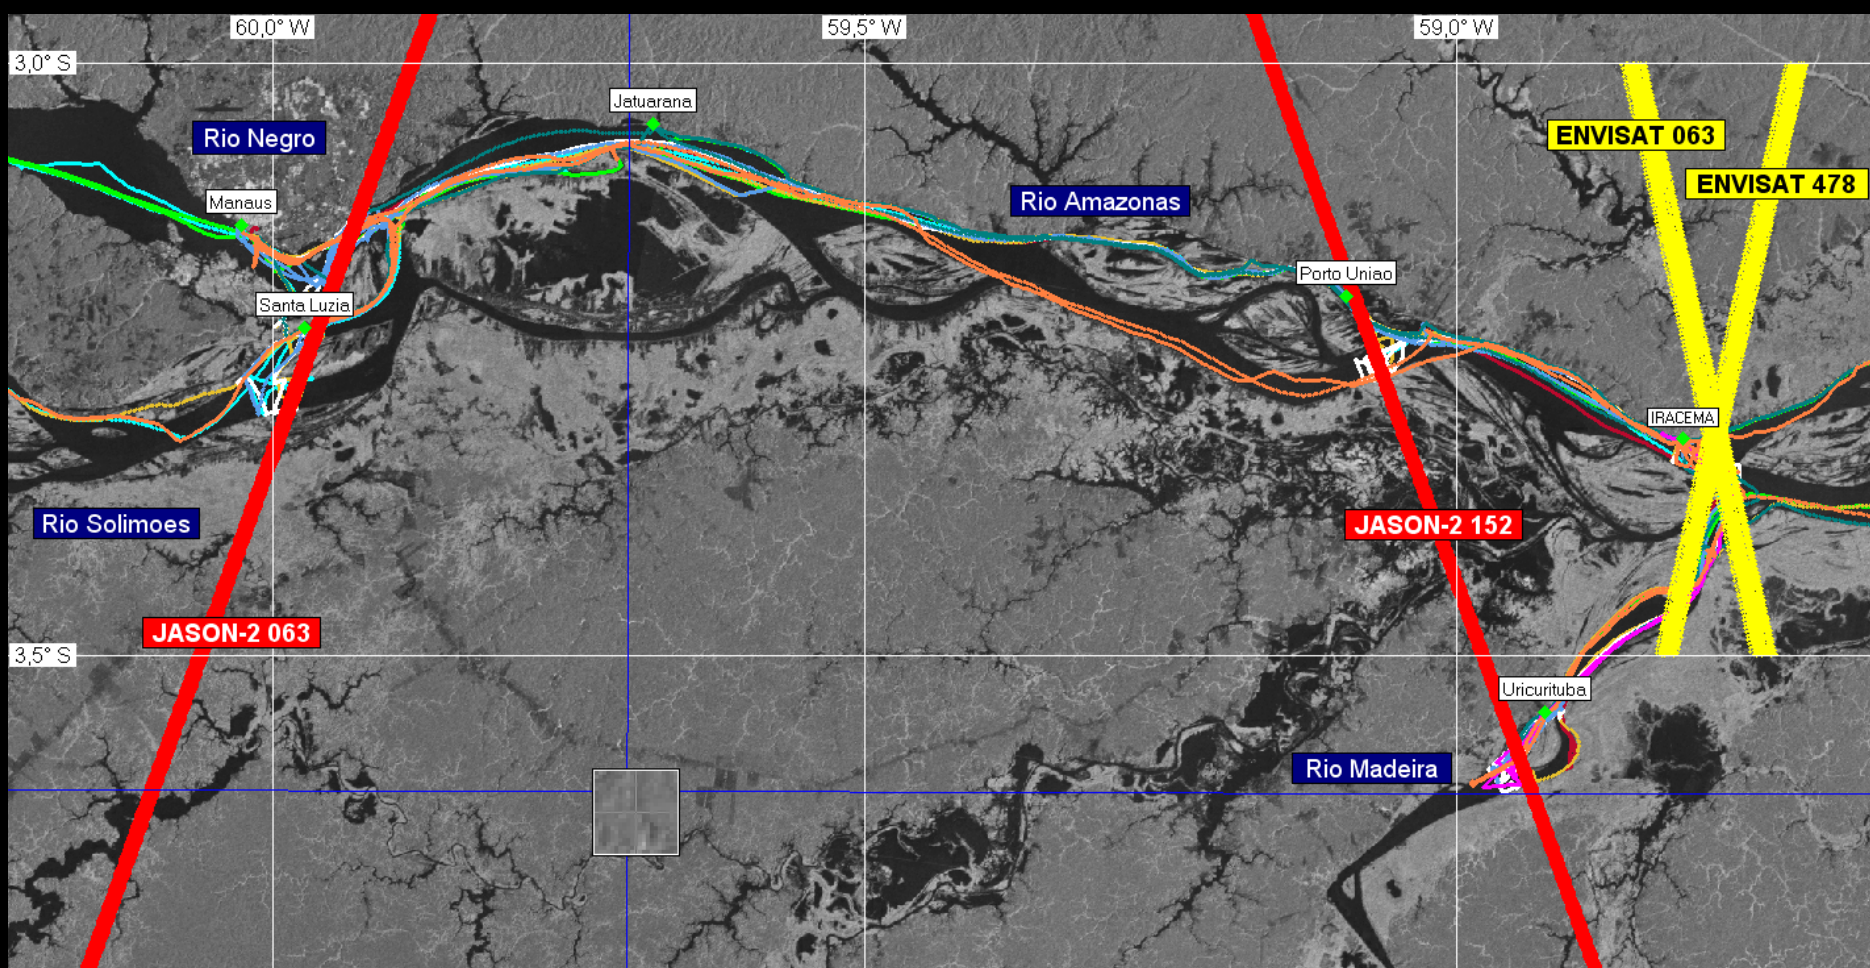 60,0° W
59,5° W
59,0° W
3,0° S
Jatuarana
Rio Negro
ENVISAT 063
ENVISAT 478
Manaus
Rio Amazonas
Porto Uniao
Santa Luzia
IRACEMA
Rio Solimoes
JASON-2 152
JASON-2 063
3,5° S
Uricurituba
Rio Madeira